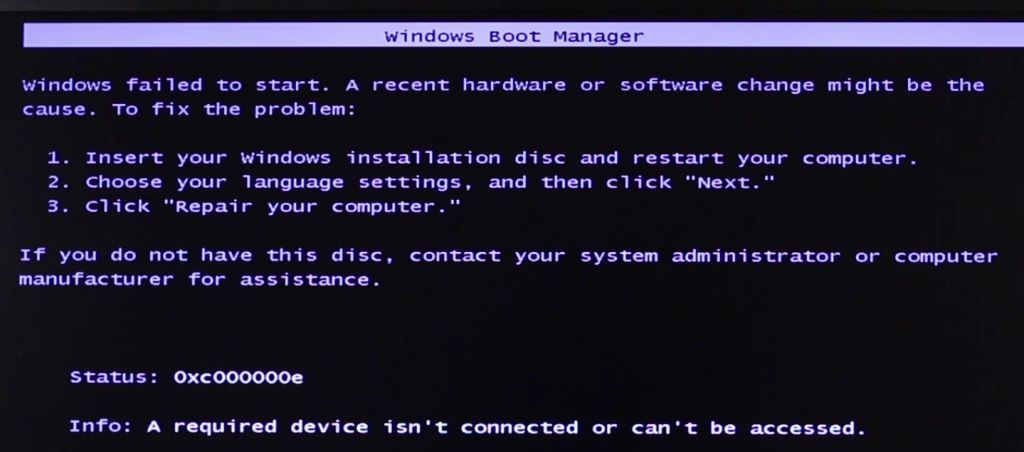 Windows Boot Manager
Windows failed to start. A recent hardware or software change might be the
cause. To fix the problem:
1. Insert your Windows installation disc and restart your computer.
2. Choose your language settings, and then click "Next."
3. Click "Repair your computer."
If you do not have this disc, contact your system administrator or computer
manufacturer for assistance.
Status: 0xc000000e
Info: A required device isn't connected or can't be accessed.